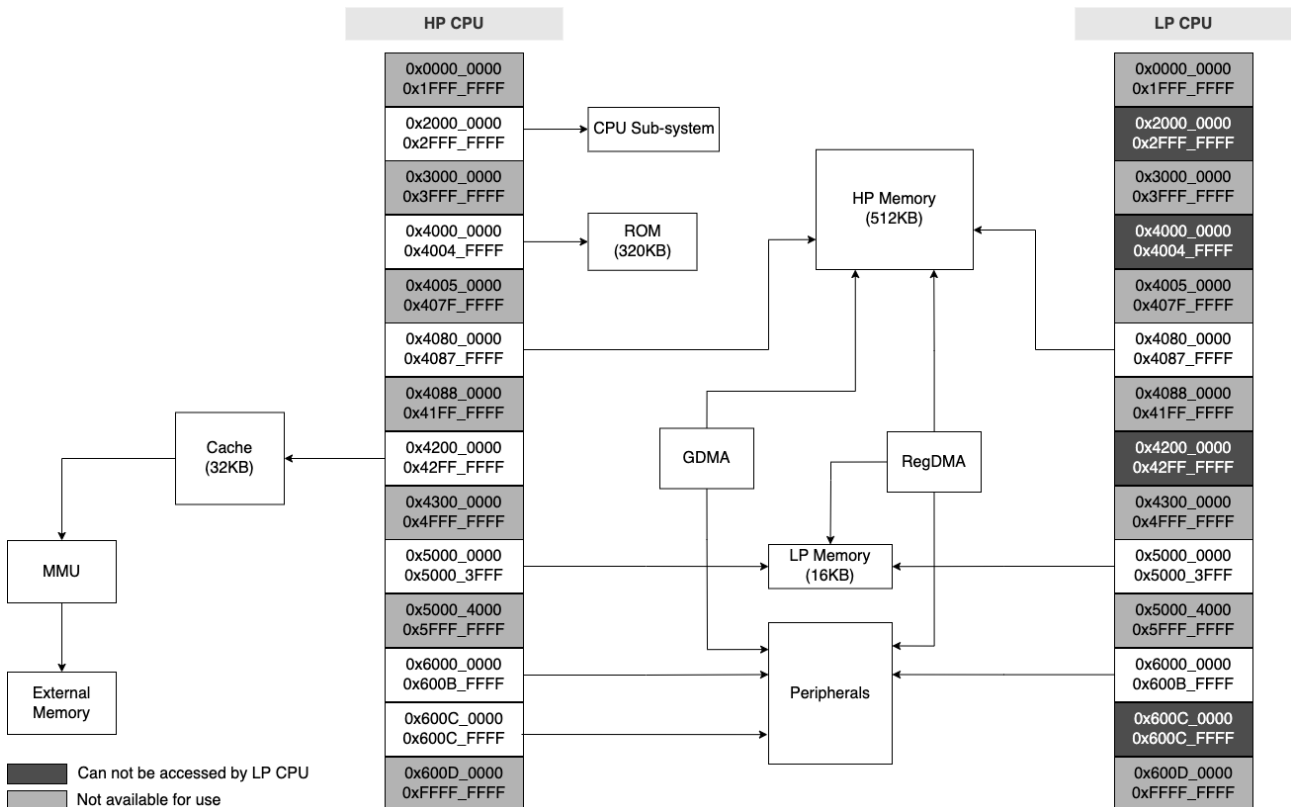 HP CPU
0x0000_0000
0x1FFF_FFFF
0x2000_0000
0x2FFF_FFFF
0x3000_0000
0x3FFF_FFFF
0x4000_0000
0x4004_FFFF
0x4005_0000
0x407F_FFFF
0x4080_0000
0x4087_FFFF
0x4088_0000
0x41FF_FFFF
0x4200_0000
0x42FF_FFFF
0x4300_0000
0x4FFF_FFFF
0x5000_0000
0x5000_3FFF
0x5000_4000
0x5FFF_FFFF
0x6000_0000
0x600B_FFFF
0x600C_0000
0x600C_FFFF
0x600D_0000
0xFFFF_FFFF
CPU Sub-system
ROM
(320KB)
Cache
(32KB)
MMU
External
Memory
HP Memory
(512KB)
GDMA
RegDMA
LP Memory
(16KB)
Peripherals
LP CPU
0x0000_0000
0x1FFF_FFFF
0x2000_0000
0x2FFF_FFFF
0x3000_0000
0x3FFF_FFFF
0x4000_0000
0x4004_FFFF
0x4005_0000
0x407F_FFFF
0x4080_0000
0x4087_FFFF
0x4088_0000
0x41FF_FFFF
0x4200_0000
0x42FF_FFFF
0x4300_0000
0x4FFF_FFFF
0x5000_0000
0x5000_3FFF
0x5000_4000
0x5FFF_FFFF
0x6000_0000
0x600B_FFFF
0x600C_0000
0x600C_FFFF
0x600D_0000
0xFFFF_FFFF
Can not be accessed by LP CPU
Not available for use